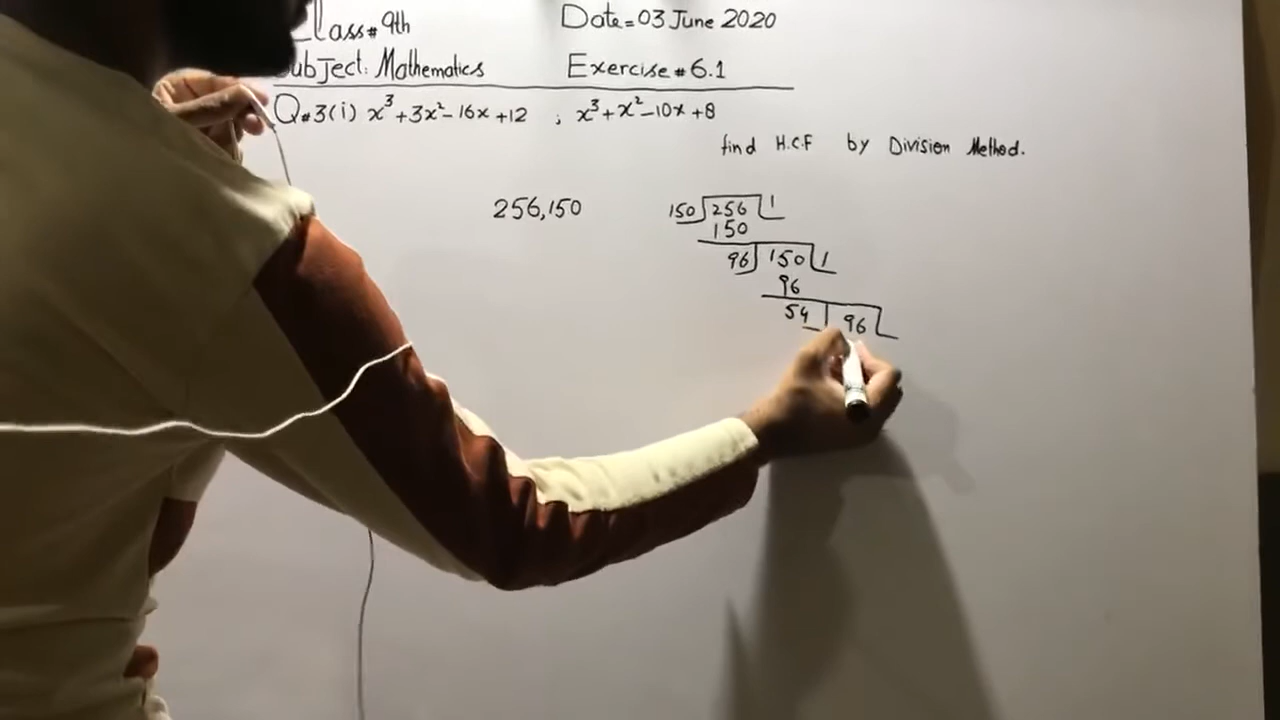 Class# 9th Date=03 June 2020
Subject: Mathematics Exercise#6.1
Q#3(i) x³+3x²-16x+12 ; x³+x²-10x+8
find H.C.F by Division Method.
256,150 150 256 1
150
96 150 1
96
54 96